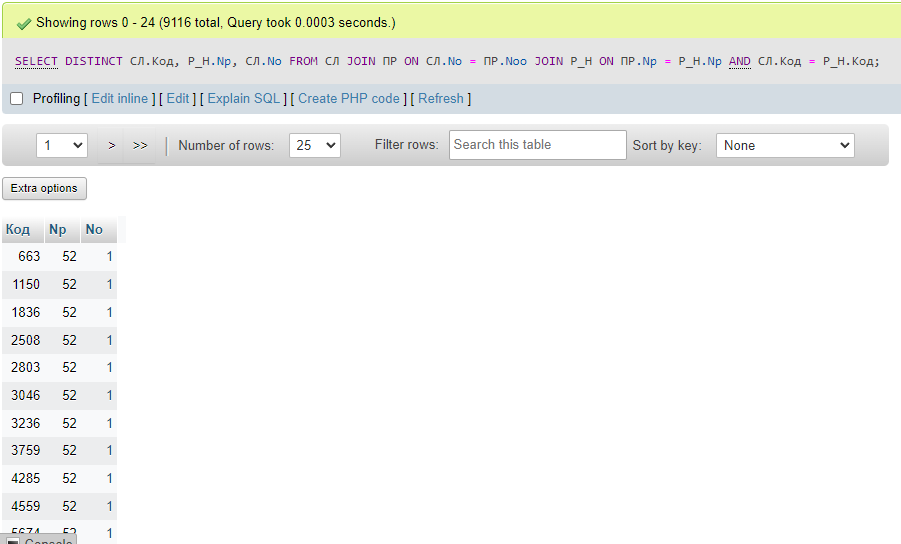 Showing rows 0 - 24 (9116 total, Query took 0.0003 seconds.)
SELECT DISTINCT СЛ.Код, Р_Н.Np, СЛ.No FROM СЛ JOIN ПР ON СЛ.No = ПР.Noo JOIN Р_Н ON ПР.Np = Р_Н.Np AND СЛ.Код = Р_Н.Код;
Profiling [ Edit inline ] [ Edit ] [ Explain SQL ] [ Create PHP code ] [ Refresh ]
1 > >> | Number of rows: 25 Filter rows: Search this table Sort by key: None
Extra options
Код Np No
663 52 1
1150 52 1
1836 52 1
2508 52 1
2803 52 1
3046 52 1
3236 52 1
3759 52 1
4285 52 1
4559 52 1
5674 52 1
Console